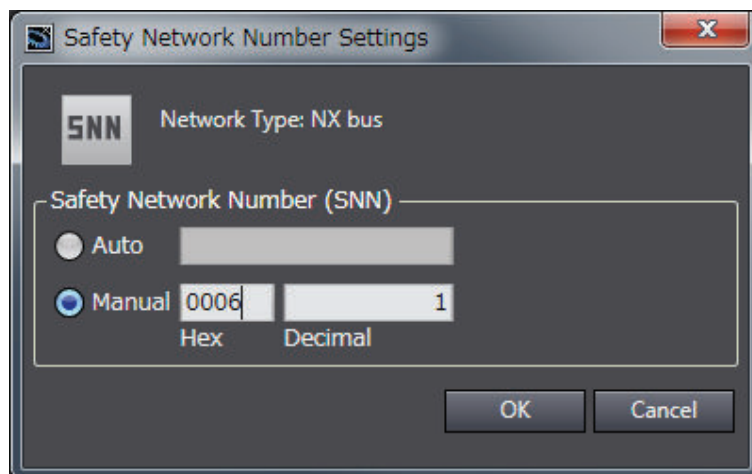 Safety Network Number Settings
SNN
Network Type: NX bus
Safety Network Number (SNN)
Auto
Manual 0006 1
Hex Decimal
OK Cancel